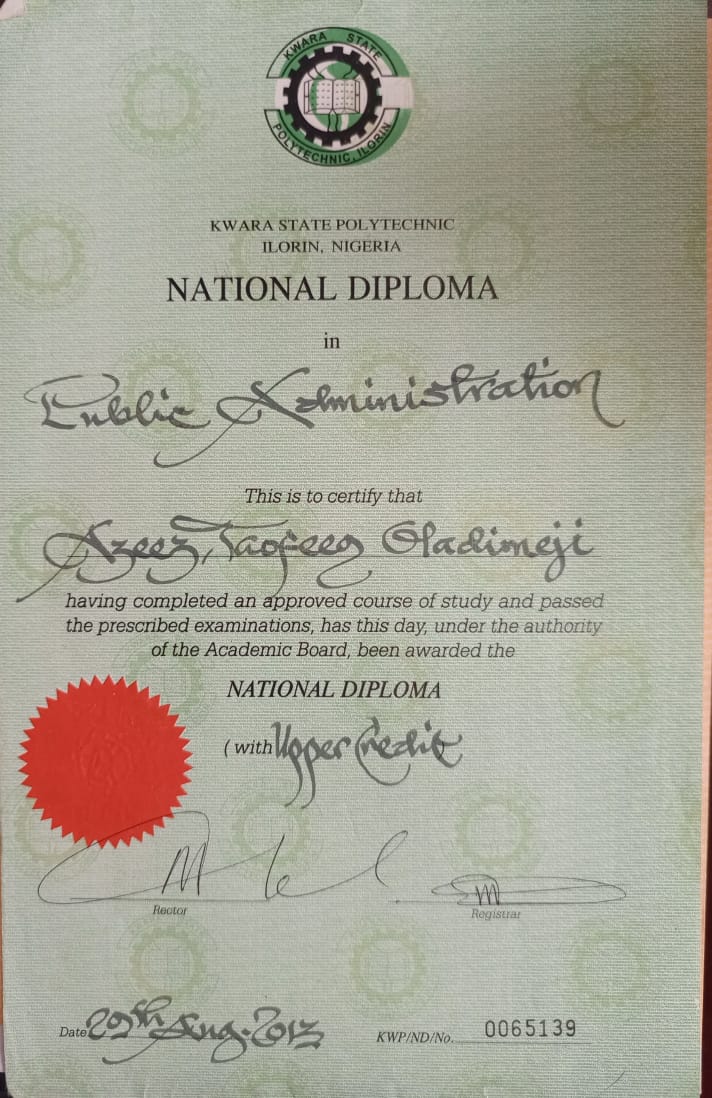 KWARA STATE
POLYTECHNIC, ILORIN
KWARA STATE POLYTECHNIC
ILORIN, NIGERIA
NATIONAL DIPLOMA
in
Public Administration
This is to certify that
Azeez, Taofeeq Oladimeji
having completed an approved course of study and passed
the prescribed examinations, has this day, under the authority
of the Academic Board, been awarded the
NATIONAL DIPLOMA
(with Upper Credit)
Rector
Registrar
Date 29th Aug. 2013 KWP/ND/No. 0065139